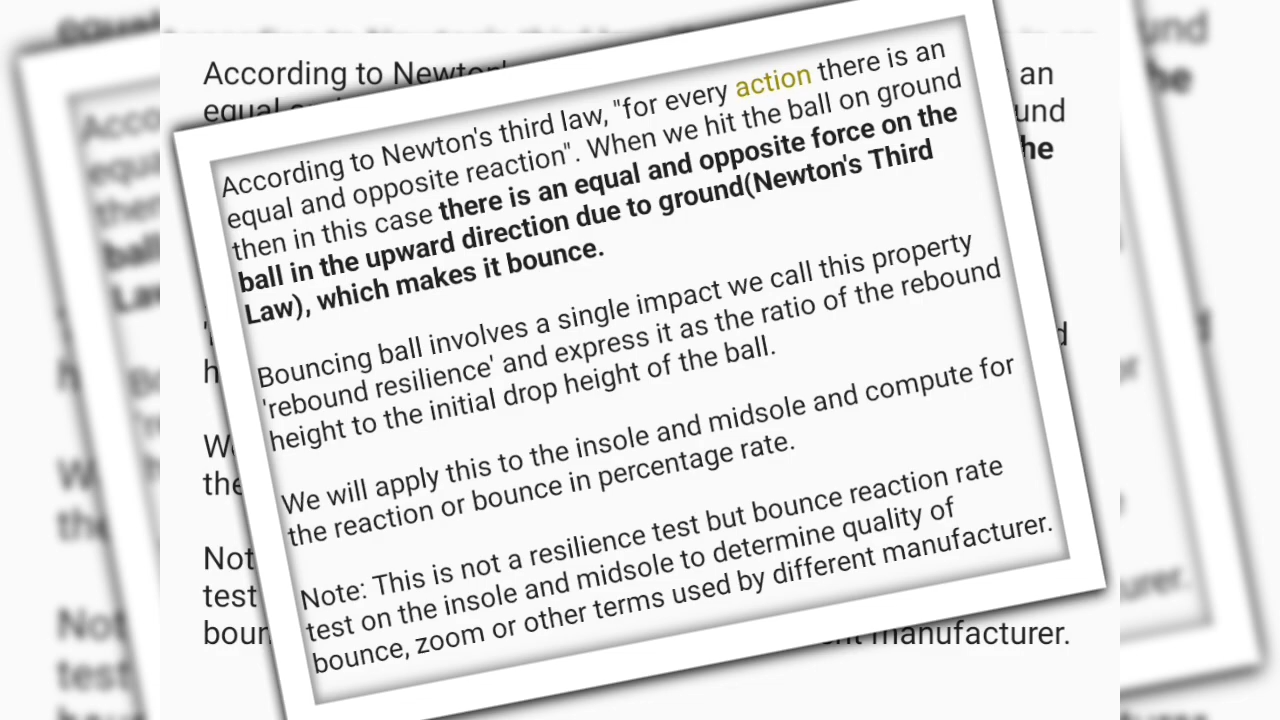 According to Newton's third law, "for every action there is an
equal and opposite reaction". When we hit the ball on ground
then in this case there is an equal and opposite force on the
ball in the upward direction due to ground(Newton's Third
Law), which makes it bounce.
Bouncing ball involves a single impact we call this property
'rebound resilience' and express it as the ratio of the rebound
height to the initial drop height of the ball.
We will apply this to the insole and midsole and compute for
the reaction or bounce in percentage rate.
Note: This is not a resilience test but bounce reaction rate
test on the insole and midsole to determine quality of
bounce, zoom or other terms used by different manufacturer.